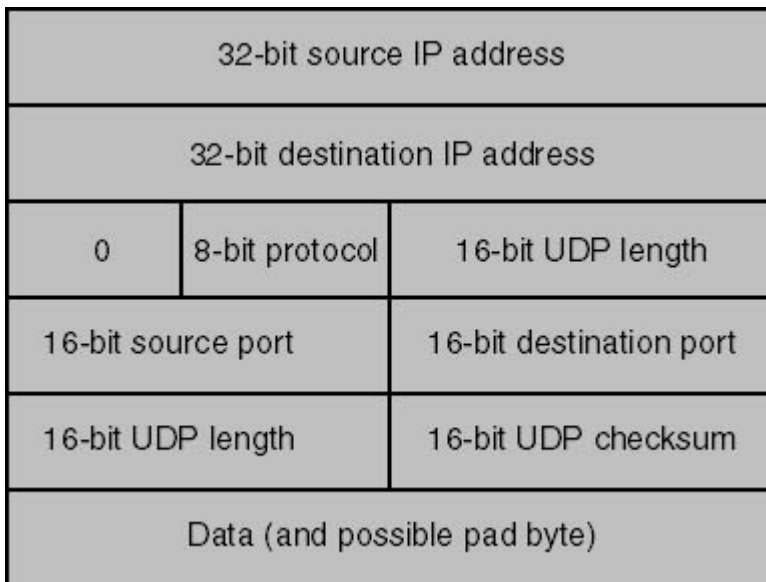 32-bit source IP address
32-bit destination IP address
0 8-bit protocol 16-bit UDP length
16-bit source port 16-bit destination port
16-bit UDP length 16-bit UDP checksum
Data (and possible pad byte)